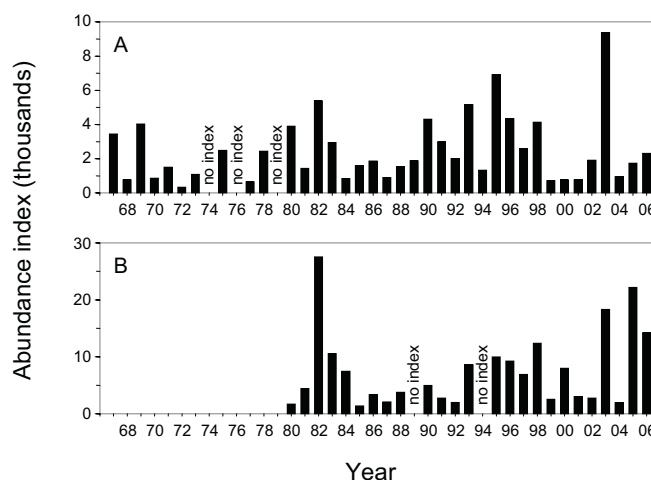 Abundance index (thousands)
A
10
8
6
4
2
0
no index
no index
no index
68 70 72 74 76 78 80 82 84 86 88 90 92 94 96 98 00 02 04 06
B
30
20
10
0
no index
no index
68 70 72 74 76 78 80 82 84 86 88 90 92 94 96 98 00 02 04 06
Year